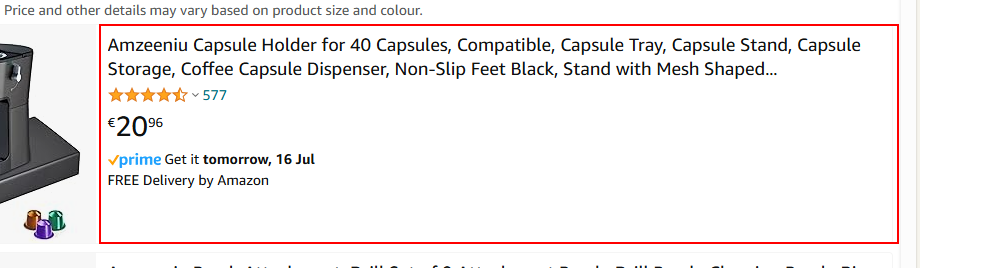 Price and other details may vary based on product size and colour.
Amzeeniu Capsule Holder for 40 Capsules, Compatible, Capsule Tray, Capsule Stand, Capsule
Storage, Coffee Capsule Dispenser, Non-Slip Feet Black, Stand with Mesh Shaped...
577
€20 96
prime Get it tomorrow, 16 Jul
FREE Delivery by Amazon